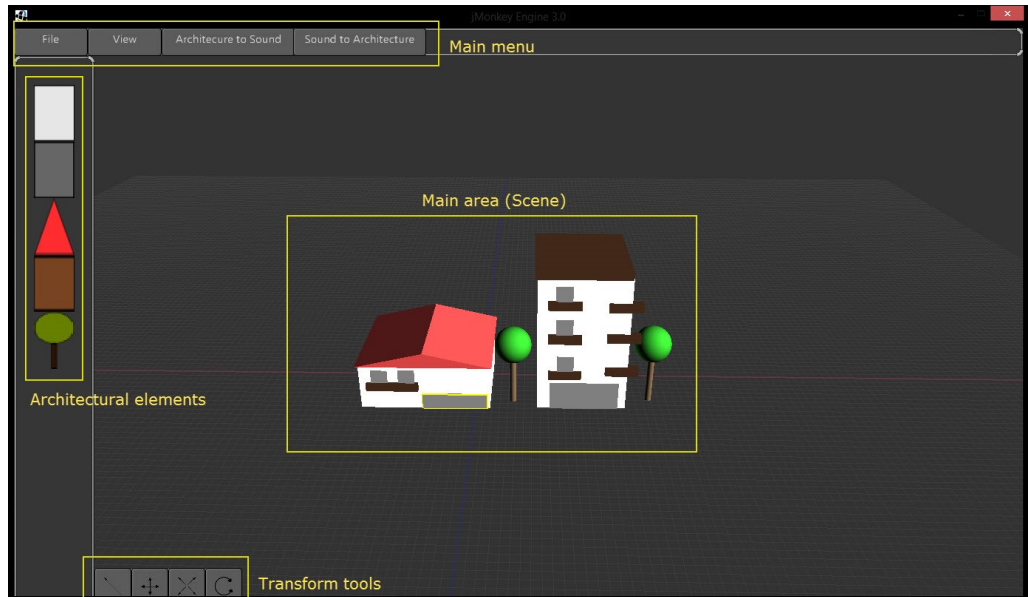 jMonkey Engine 3.0
File
View
Architecure to Sound
Sound to Architecture
Main menu
Main area (Scene)
Architectural elements
Transform tools